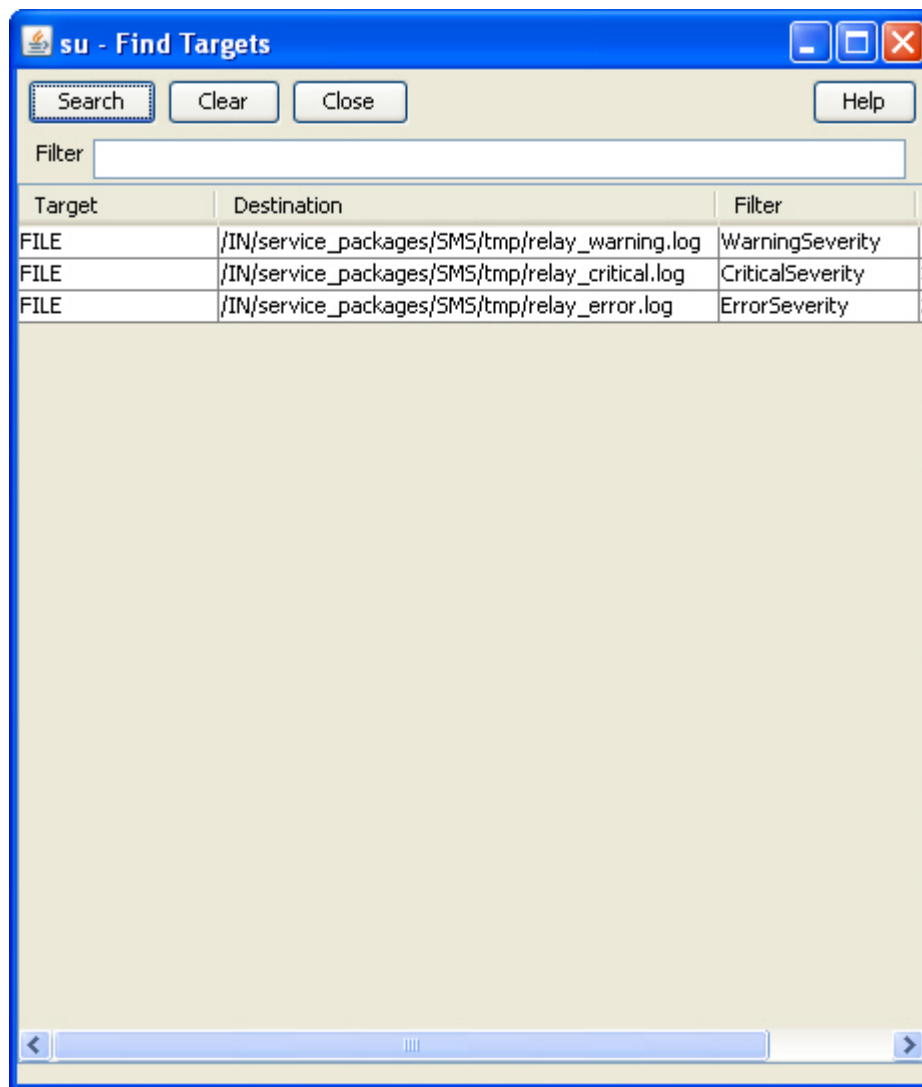 su - Find Targets
Search Clear Close Help
Filter
Target Destination Filter
FILE /IN/service_packages/SMS/tmp/relay_warning.log WarningSeverity
FILE /IN/service_packages/SMS/tmp/relay_critical.log CriticalSeverity
FILE /IN/service_packages/SMS/tmp/relay_error.log ErrorSeverity